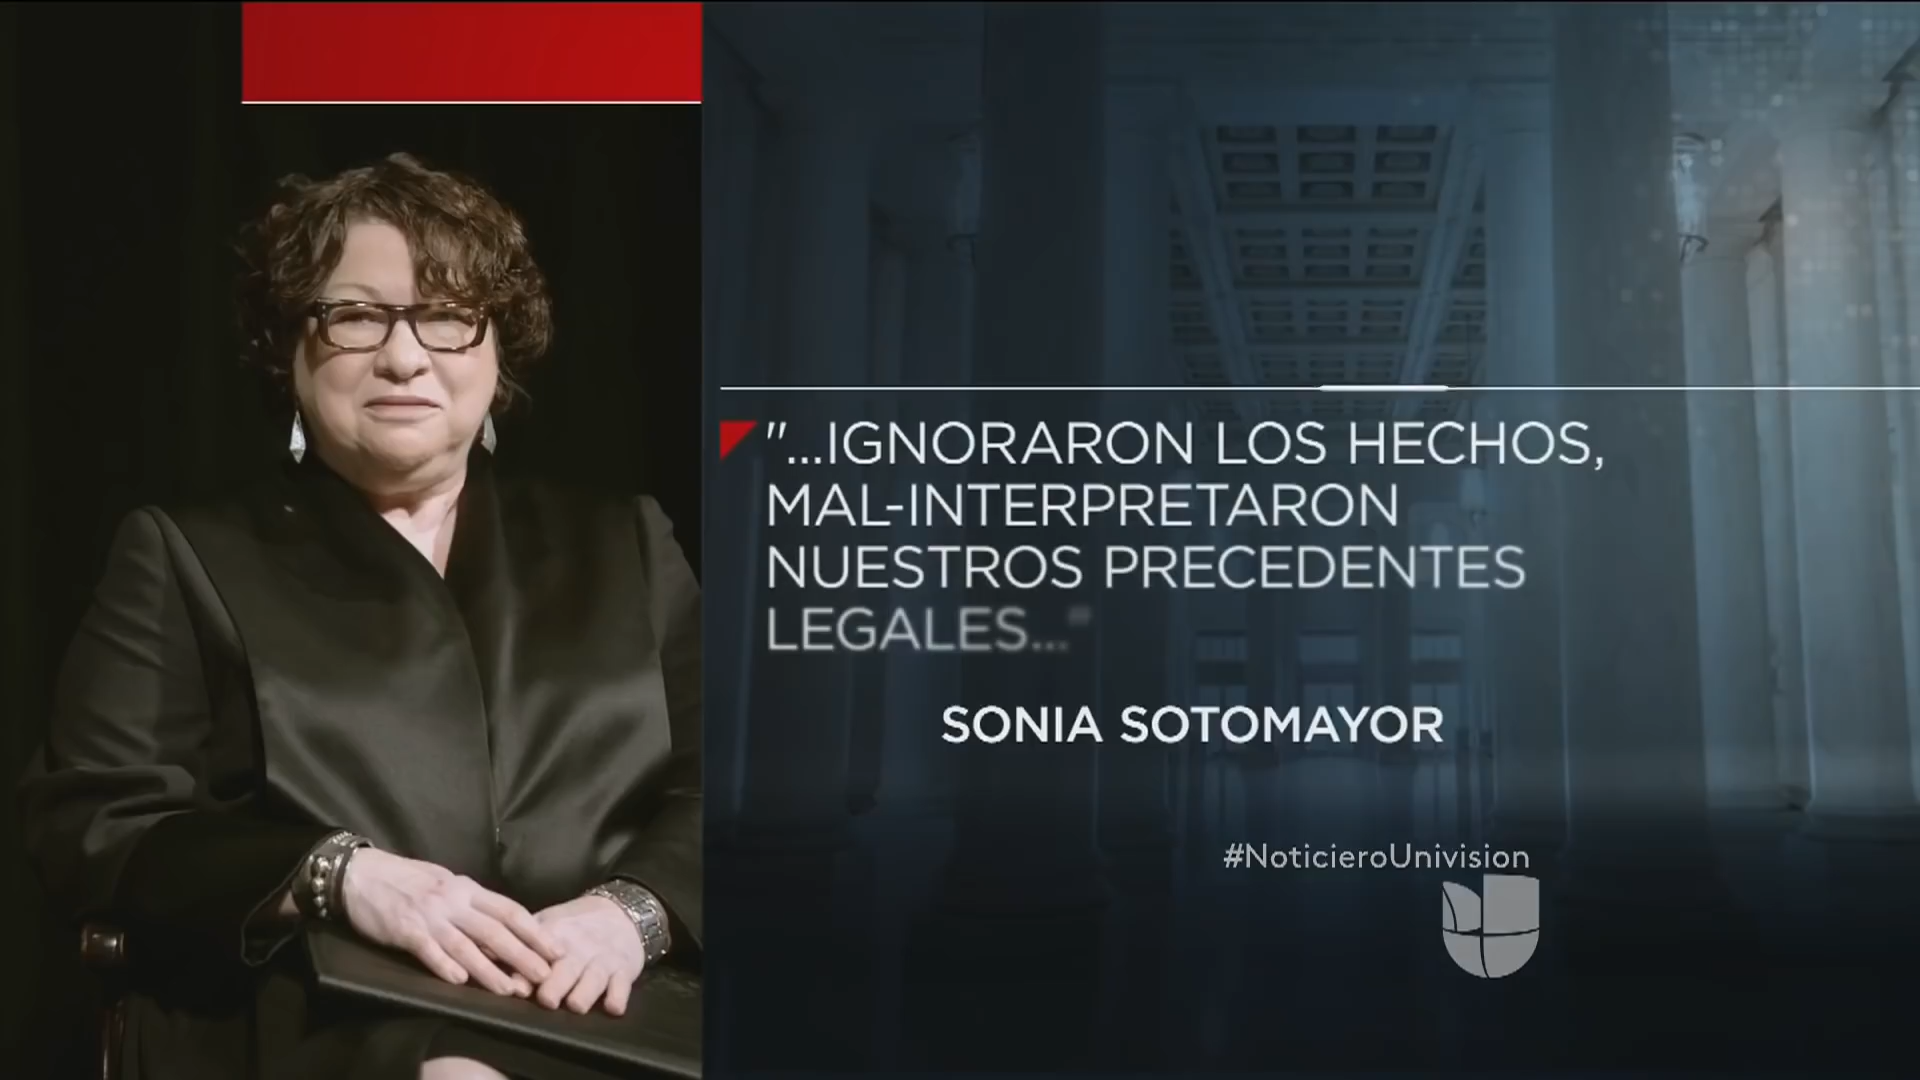 "...IGNORARON LOS HECHOS,
MAL-INTERPRETARON
NUESTROS PRECEDENTES
LEGALES..."
SONIA SOTOMAYOR
#NoticieroUnivision